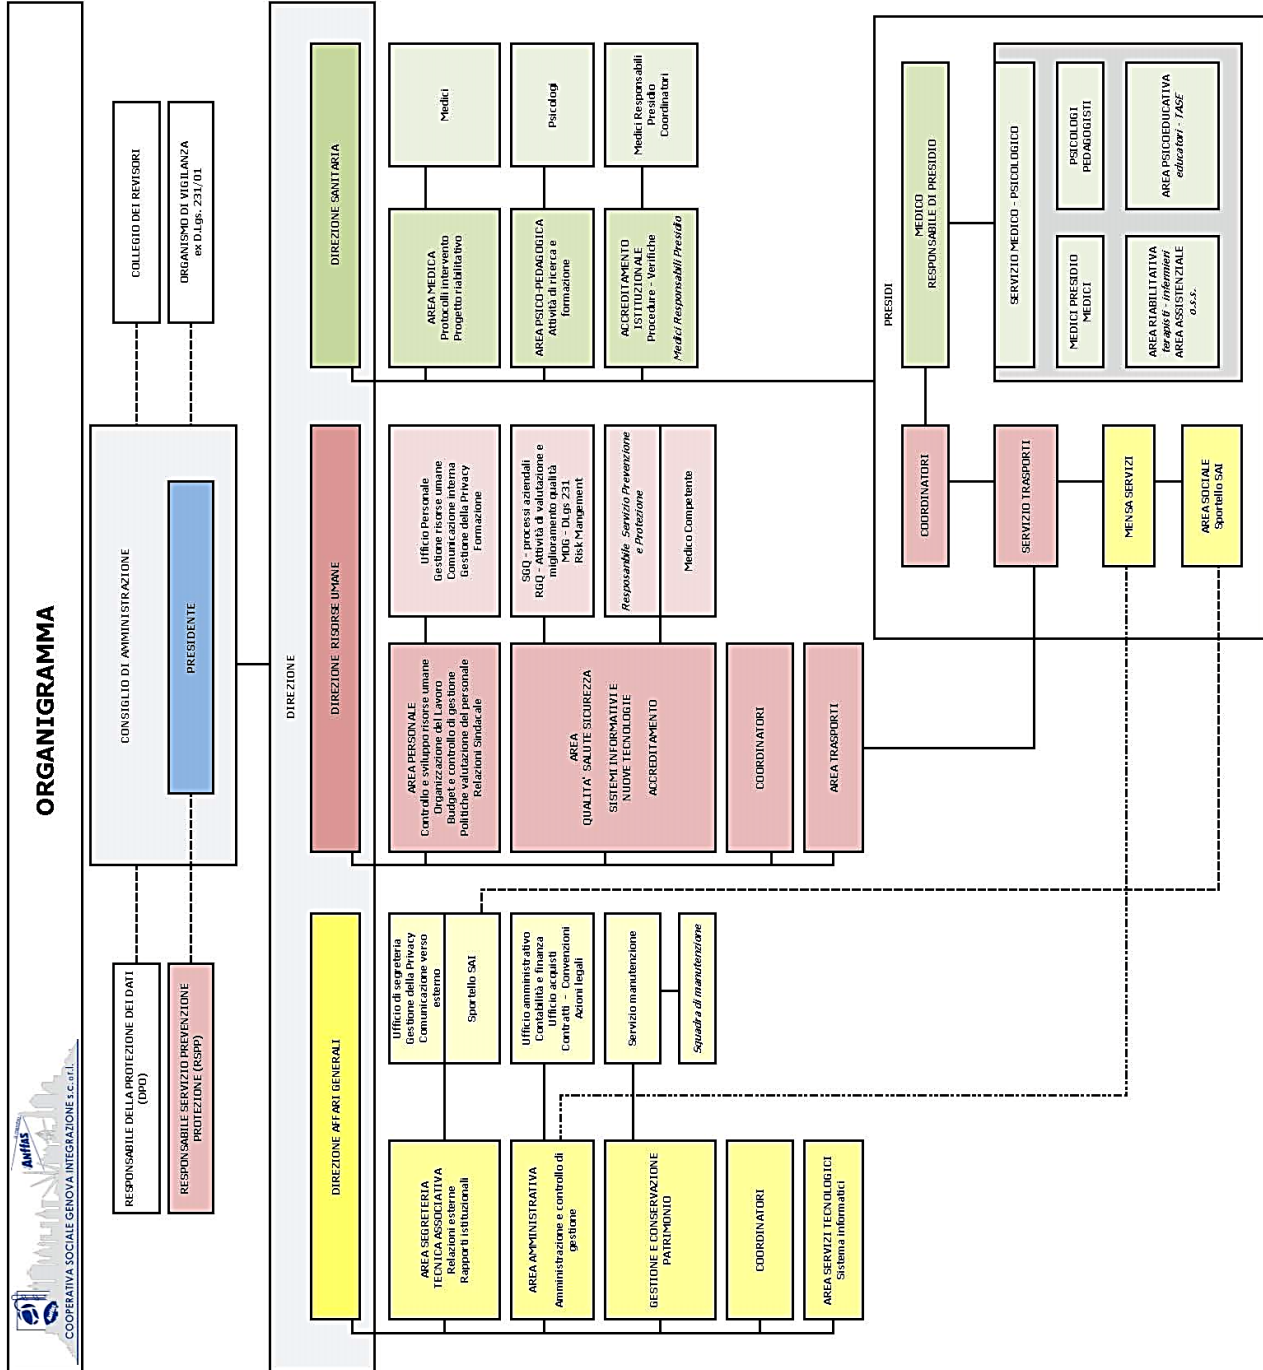 ORGANIGRAMMA
Anffas
COOPERATIVA SOCIALE GENOVA INTEGRAZIONE s.c.ar.l.
RESPONSABILE DELLA PROTEZIONE DEI DATI
(DPO)
RESPONSABILE SERVIZIO PREVENZIONE
PROTEZIONE (RSPP)
CONSIGLIO DI AMMINISTRAZIONE
PRESIDENTE
COLLEGIO DEI REVISORI
ORGANISMO DI VIGILANZA
ex D.Lgs. 231/01
DIREZIONE
DIREZIONE AFFARI GENERALI
DIREZIONE RISORSE UMANE
DIREZIONE SANITARIA
AREA SEGRETERIA
TECNICA ASSOCIATIVA
Relazioni esterne
Rapporti istituzionali
Ufficio di segreteria
Gestione della Privacy
Comunicazione verso
esterno
Sportello SAI
AREA AMMINISTRATIVA
Amministrazione e controllo di
gestione
Ufficio amministrativo
Contabilità e finanza
Ufficio acquisti
Contratti - Convenzioni
Azioni legali
GESTIONE E CONSERVAZIONE
PATRIMONIO
Servizio manutenzione
Squadra di manutenzione
COORDINATORI
AREA SERVIZI TECNOLOGICI
Sistema informatici
AREA PERSONALE
Controllo e sviluppo risorse umane
Organizzazione del Lavoro
Budget e controllo di gestione
Politiche valutazione del personale
Relazioni Sindacale
Ufficio Personale
Gestione risorse umane
Comunicazione interna
Gestione della Privacy
Formazione
AREA
QUALITA' SALUTE SICUREZZA
SISTEMI INFORMATIVI E
NUOVE TECNOLOGIE
ACCREDITAMENTO
SGQ - processi aziendali
RGQ - Attività di valutazione e
miglioramento qualità
MOG - DLgs 231
Risk Mangement
Resposanbile Servizio Prevenzione
e Protezione
Medico Competente
COORDINATORI
AREA TRASPORTI
AREA MEDICA
Protocolli intervento
Progetto riabilitativo
Medici
AREA PSICO-PEDAGOGICA
Attività di ricerca e
formazione
Psicologi
ACCREDITAMENTO
ISTITUZIONALE
Procedure - Verifiche
Medici Responsabili Presidio
Medici Responsabili
Presidio
Coordinatori
PRESIDI
COORDINATORI
MEDICO
RESPONSABILE DI PRESIDIO
SERVIZIO TRASPORTI
MENSA SERVIZI
AREA SOCIALE
Sportello SAI
SERVIZIO MEDICO - PSICOLOGICO
MEDICI PRESIDIO
MEDICI
PSICOLOGI
PEDAGOGISTI
AREA RIABILITATIVA
terapisti - infermieri
AREA ASSISTENZIALE
o.s.s.
AREA PSICOEDUCATIVA
educatori - TASE